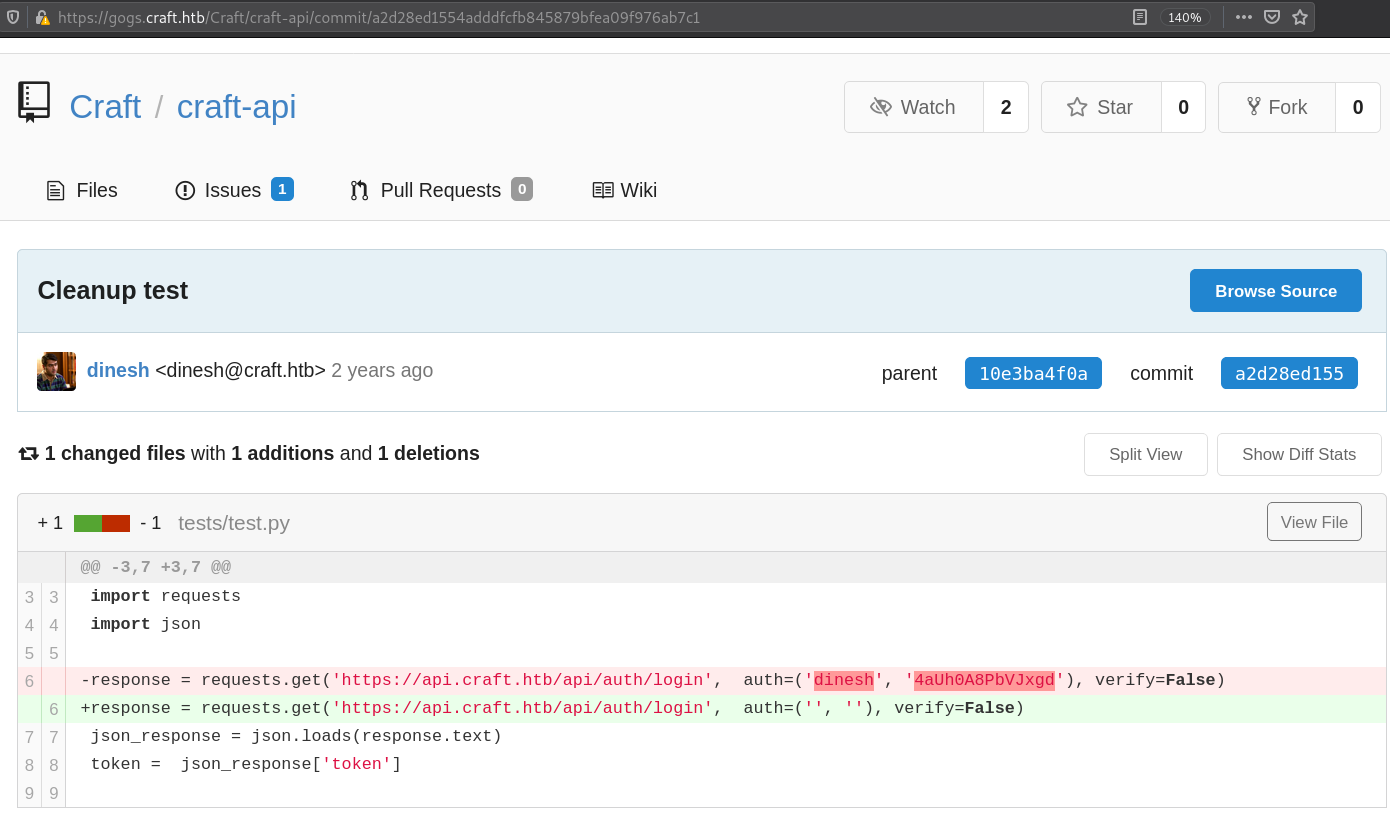 https://gogs.craft.htb/Craft/craft-api/commit/a2d28ed1554adddfcfb845879bfea09f976ab7c1 140%
Craft / craft-api Watch 2 Star 0 Fork 0
Files Issues 1 Pull Requests 0 Wiki
Cleanup test Browse Source
dinesh <dinesh@craft.htb> 2 years ago parent 10e3ba4f0a commit a2d28ed155
1 changed files with 1 additions and 1 deletions Split View Show Diff Stats
+ 1 - 1 tests/test.py View File
@@ -3,7 +3,7 @@
3 3 import requests
4 4 import json
5 5
6 -response = requests.get('https://api.craft.htb/api/auth/login',  auth=('dinesh', '4aUh0A8PbVJxgd'), verify=False)
6 +response = requests.get('https://api.craft.htb/api/auth/login',  auth=('', ''), verify=False)
7 7 json_response = json.loads(response.text)
8 8 token =  json_response['token']
9 9